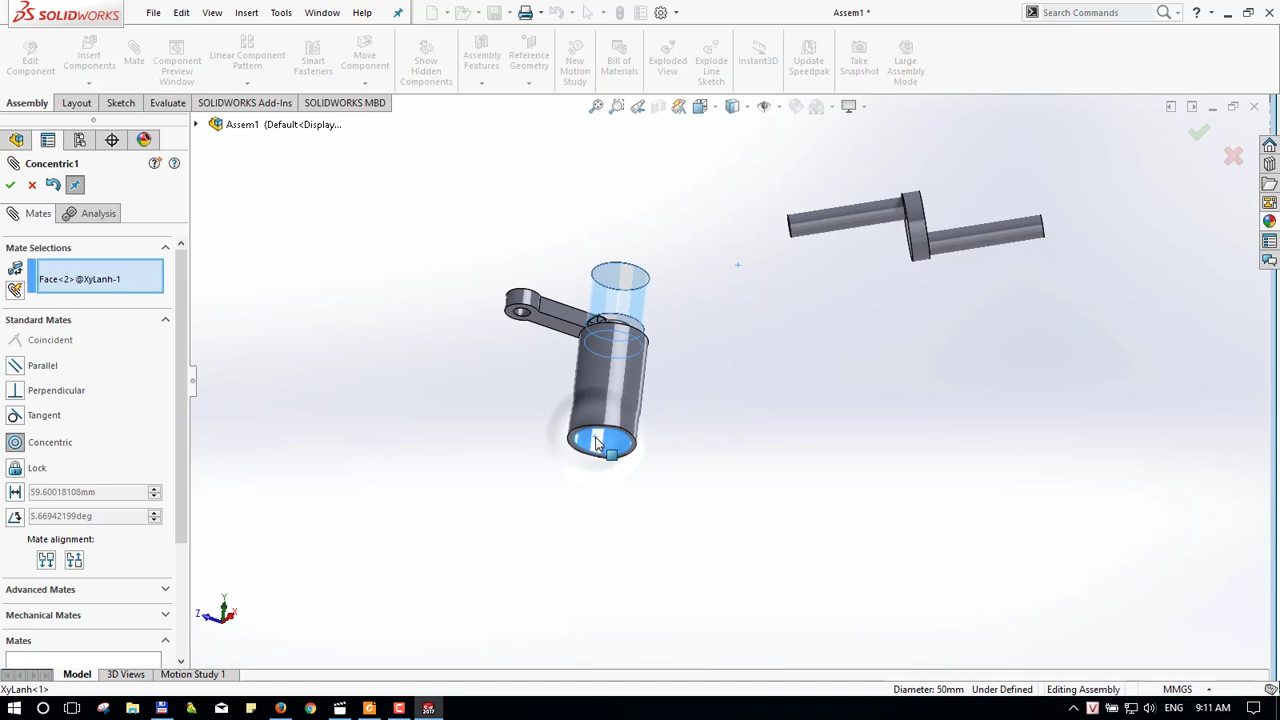 SOLIDWORKS File Edit View Insert Tools Window Help Assem1 * Search Commands
Edit Component
Insert Components
Mate
Component Preview Window
Linear Component Pattern
Smart Fasteners
Move Component
Show Hidden Components
Assembly Features
Reference Geometry
New Motion Study
Bill of Materials
Exploded View
Explode Line Sketch
Instant3D
Update Speedpak
Take Snapshot
Large Assembly Mode
Assembly Layout Sketch Evaluate SOLIDWORKS Add-Ins SOLIDWORKS MBD
Assem1 (Default<Display...
Concentric1
Mates Analysis
Mate Selections
Face<2>@XyLanh-1
Standard Mates
Coincident
Parallel
Perpendicular
Tangent
Concentric
Lock
59.60018108mm
5.66942199deg
Mate alignment:
Advanced Mates
Mechanical Mates
Mates
Y
Z X
Model 3D Views Motion Study 1
XyLanh<1> Diameter: 50mm Under Defined Editing Assembly MMGS
2017 V ENG 9:11 AM